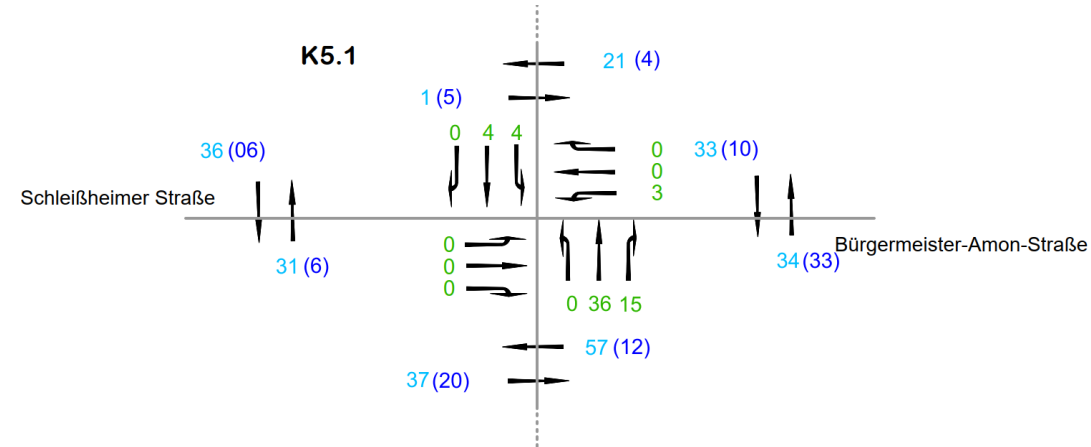 K5.1
21 (4)
1 (5)
0 4 4
36 (06)
0
0
3
33 (10)
Schleißheimer Straße
Bürgermeister-Amon-Straße
31 (6)
0
0
0
34 (33)
0 36 15
57 (12)
37 (20)